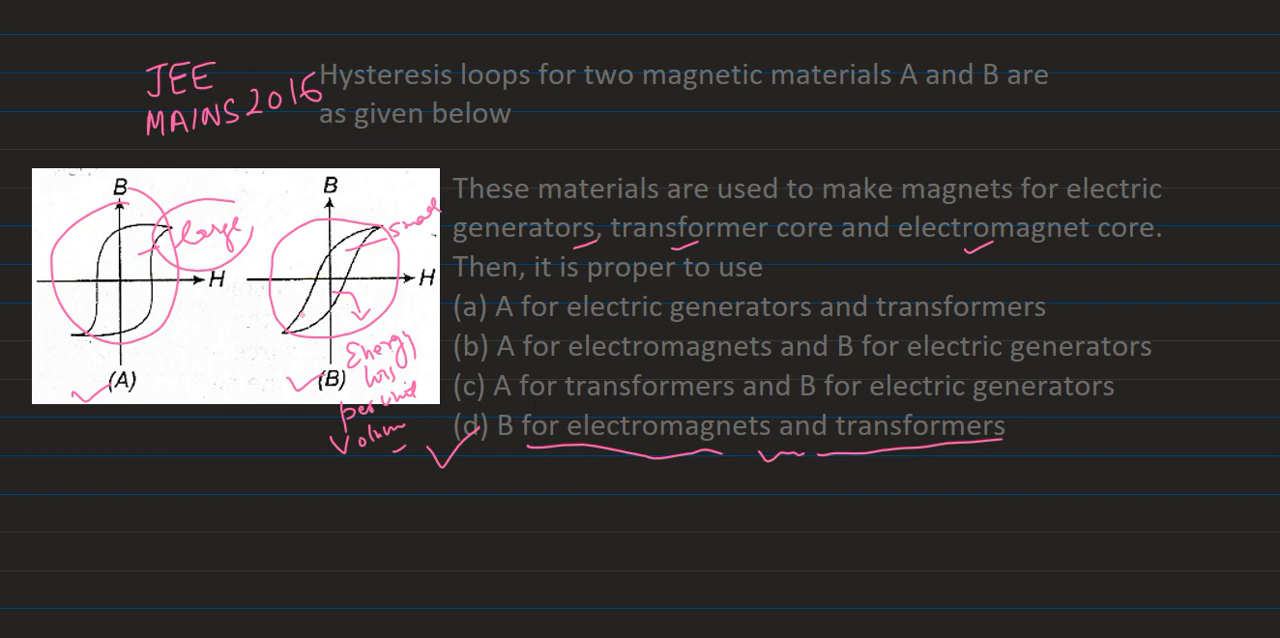 JEE
MAINS 2016
Hysteresis loops for two magnetic materials A and B are
as given below
B
large
H
(A)
B
small
H
(B)
Energy
loss
per unit
Volume
These materials are used to make magnets for electric
generators, transformer core and electromagnet core.
Then, it is proper to use
(a) A for electric generators and transformers
(b) A for electromagnets and B for electric generators
(c) A for transformers and B for electric generators
(d) B for electromagnets and transformers